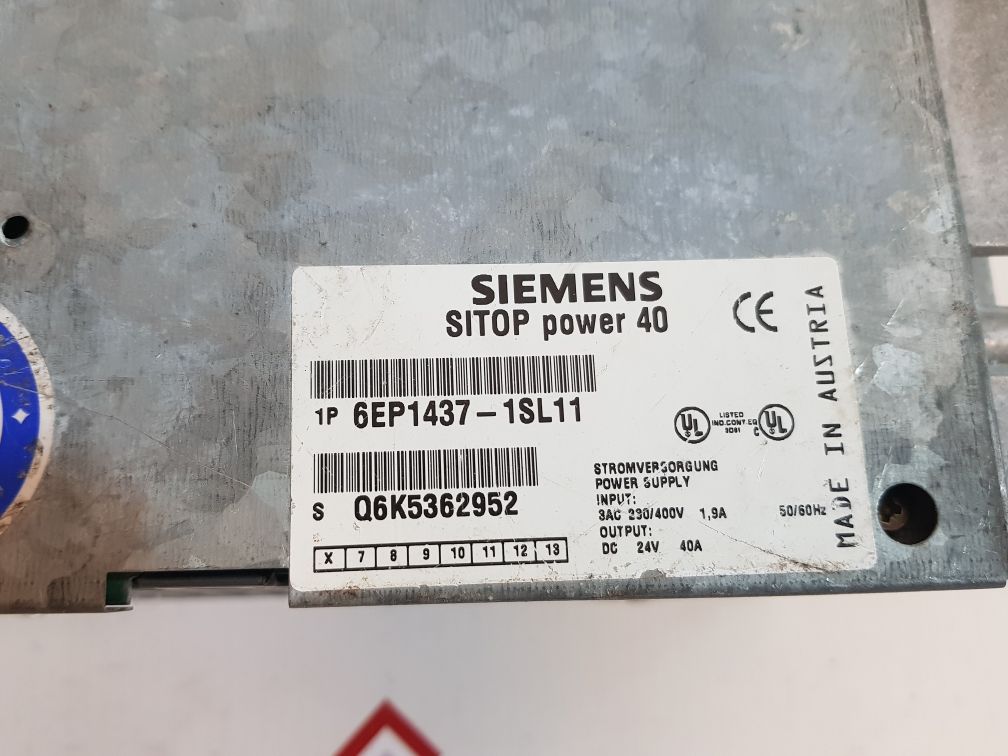 SIEMENS
SITOP power 40
CE
1P 6EP1437-1SL11
UL LISTED c UL
IND.CONT.EQ
S Q6K5362952
STROMVERSORGUNG
POWER SUPPLY
INPUT:
3AC 230/400V 1,9A 50/60Hz
OUTPUT:
DC 24V 40A
X 7 8 9 10 11 12 13
MADE IN AUSTRIA